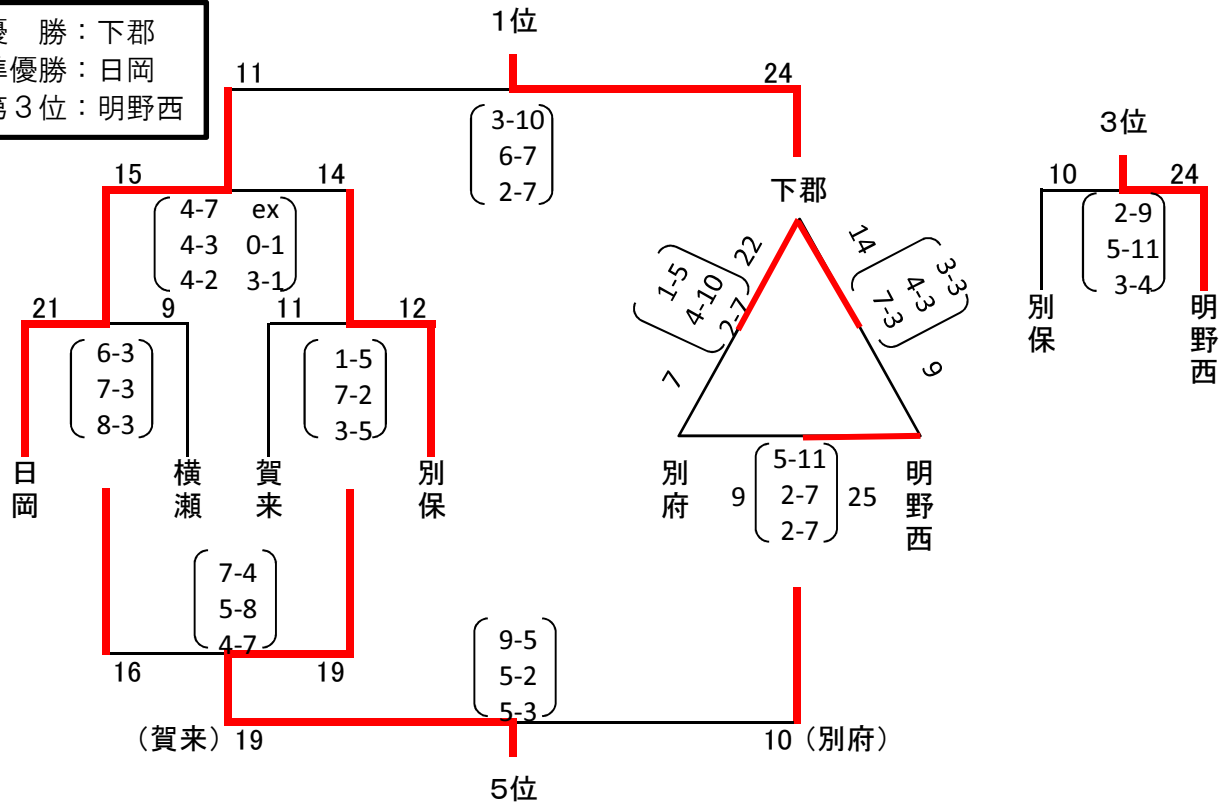 優　勝：下郡
準優勝：日岡
第３位：明野西
1位
11
24
3-10
6-7
2-7
15
14
4-7 ex
4-3 0-1
4-2 3-1
21
9
11
12
6-3
7-3
8-3
1-5
7-2
3-5
日岡
横瀬
賀来
別保
7-4
5-8
4-7
16
19
（賀来）19
9-5
5-2
5-3
10（別府）
5位
下郡
22
1-5
4-10
2-7
7
14
3-3
4-3
7-3
9
別府
明野西
9
5-11
2-7
2-7
25
3位
10
24
2-9
5-11
3-4
別保
明野西